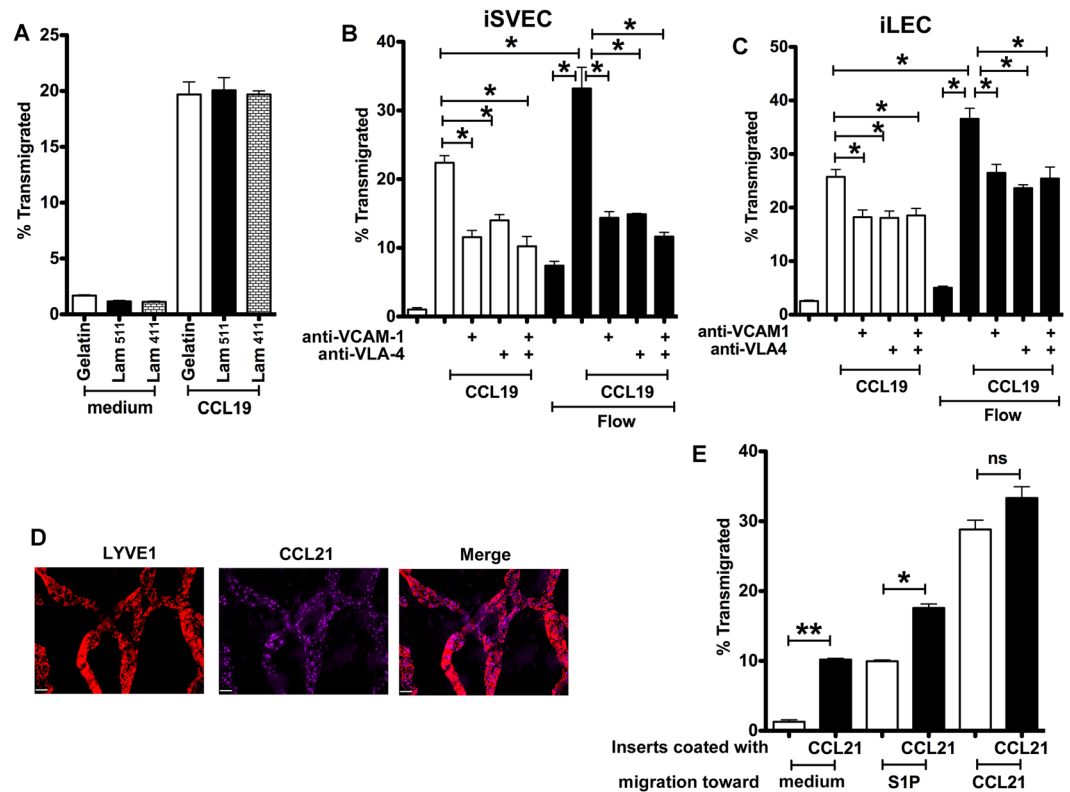 A
% Transmigrated
25
20
15
10
5
0
Gelatin
Lam 511
Lam 411
Gelatin
Lam 511
Lam 411
medium
CCL19
B
iSVEC
% Transmigrated
40
30
20
10
0
*
*
*
*
*
*
*
*
anti-VCAM-1 + + + +
anti-VLA-4 + + + +
CCL19
CCL19
Flow
C
iLEC
% Transmigrated
50
40
30
20
10
0
*
*
*
*
*
*
*
*
anti-VCAM1 + + + +
anti-VLA4 + + + +
CCL19
CCL19
Flow
D
LYVE1
CCL21
Merge
E
% Transmigrated
40
30
20
10
0
**
*
ns
Inserts coated with CCL21 CCL21 CCL21
migration toward medium S1P CCL21